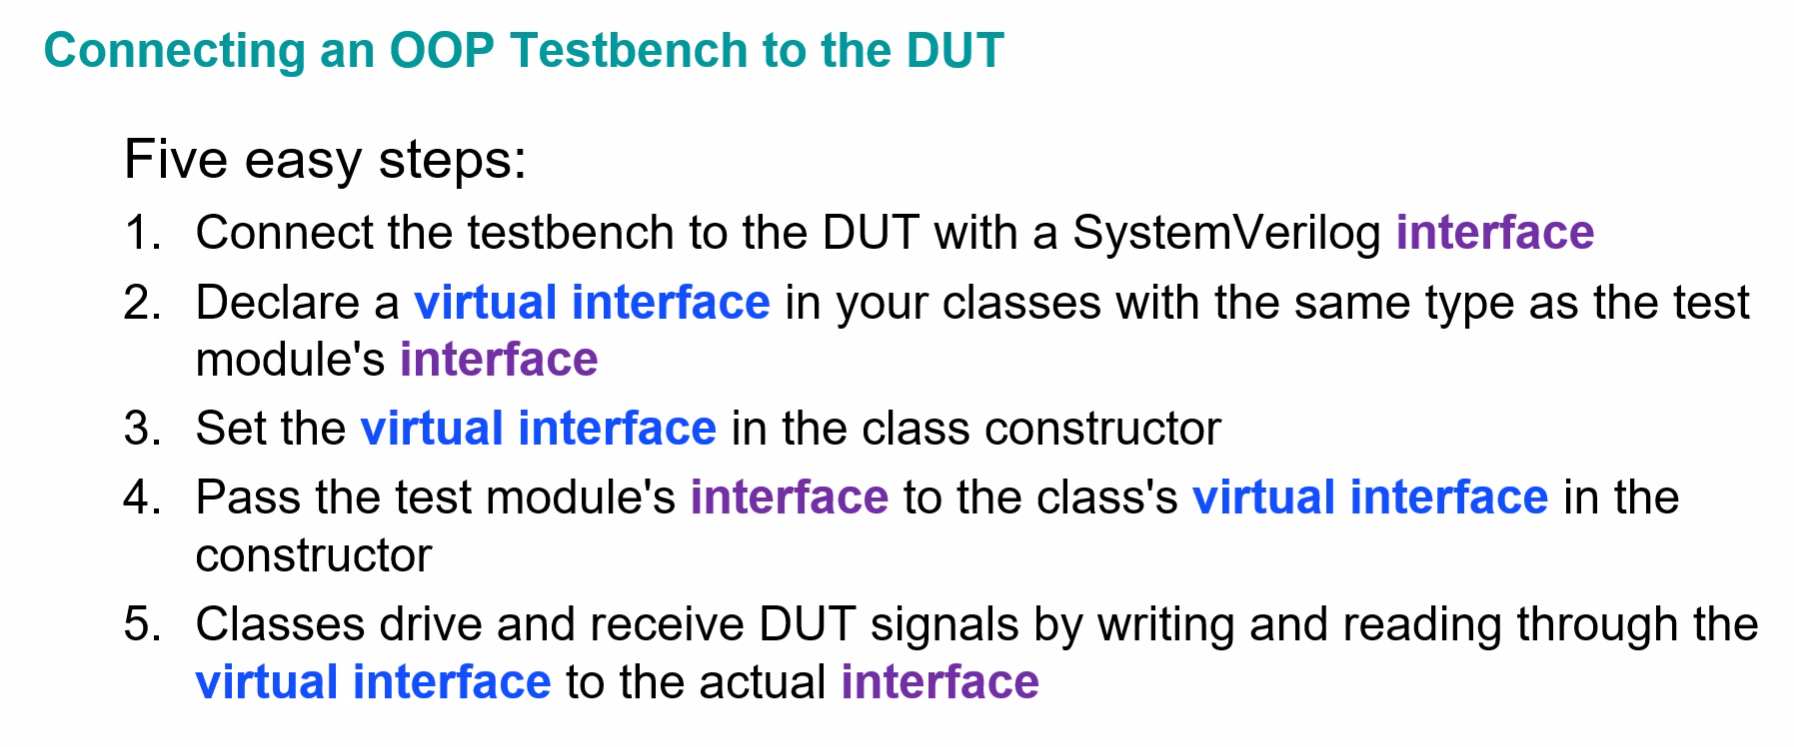 Connecting an OOP Testbench to the DUT
Five easy steps:
1. Connect the testbench to the DUT with a SystemVerilog interface
2. Declare a virtual interface in your classes with the same type as the test
module's interface
3. Set the virtual interface in the class constructor
4. Pass the test module's interface to the class's virtual interface in the
constructor
5. Classes drive and receive DUT signals by writing and reading through the
virtual interface to the actual interface